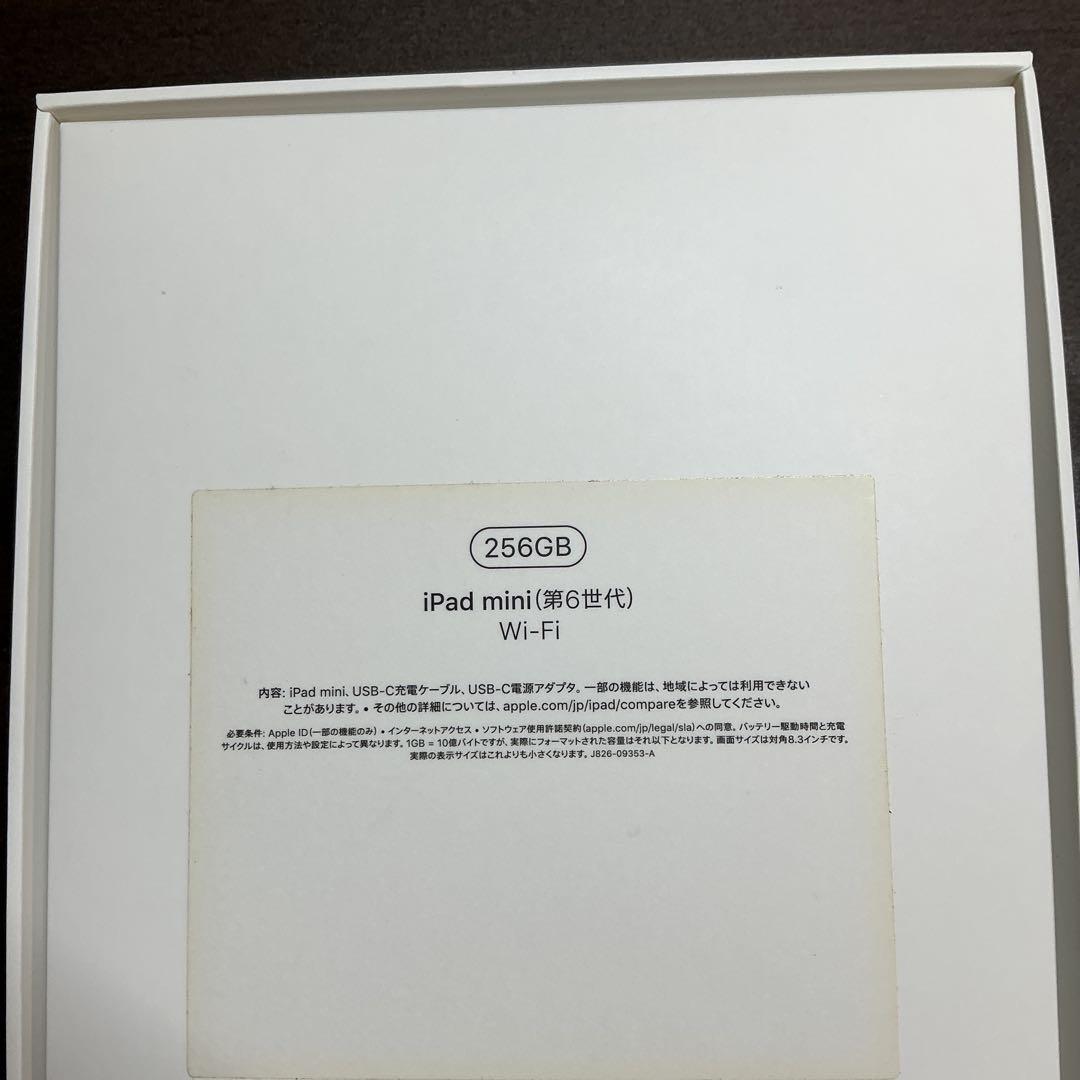 256GB
iPad mini(第6世代)
Wi-Fi
内容: iPad mini、USB-C充電ケーブル、USB-C電源アダプタ。一部の機能は、地域によっては利用できない
ことがあります。• その他の詳細については、apple.com/jp/ipad/compareを参照してください。
必要条件: Apple ID(一部の機能のみ) • インターネットアクセス • ソフトウェア使用許諾契約(apple.com/jp/legal/sla)への同意。バッテリー駆動時間と充電
サイクルは、使用方法や設定によって異なります。1GB = 10億バイトですが、実際にフォーマットされた容量はそれ以下となります。画面サイズは対角8.3インチです。
実際の表示サイズはこれよりも小さくなります。J826-09353-A